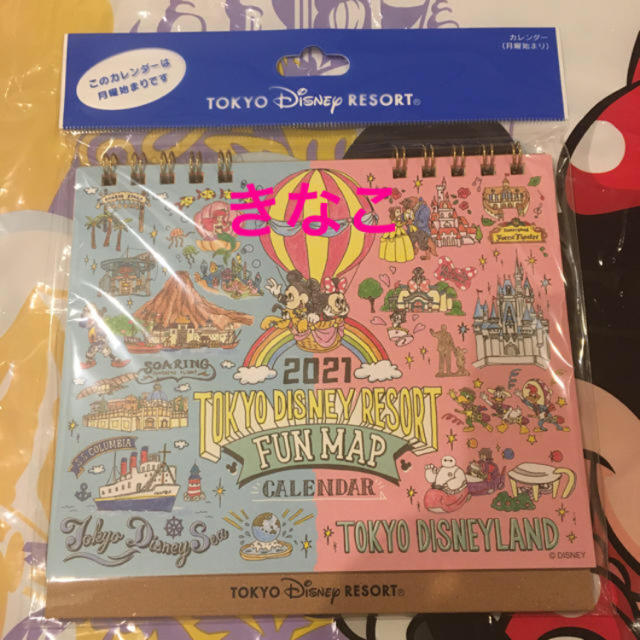 カレンダー
(月曜始まり)
このカレンダーは
月曜始まりです
TOKYO Disney RESORT®
きなこ
SOARING
2021
TOKYO DISNEY RESORT
FUN MAP
CALENDAR
S.S. COLUMBIA
Tokyo Disney Sea
TOKYO DISNEYLAND
© DISNEY
TOKYO Disney RESORT®